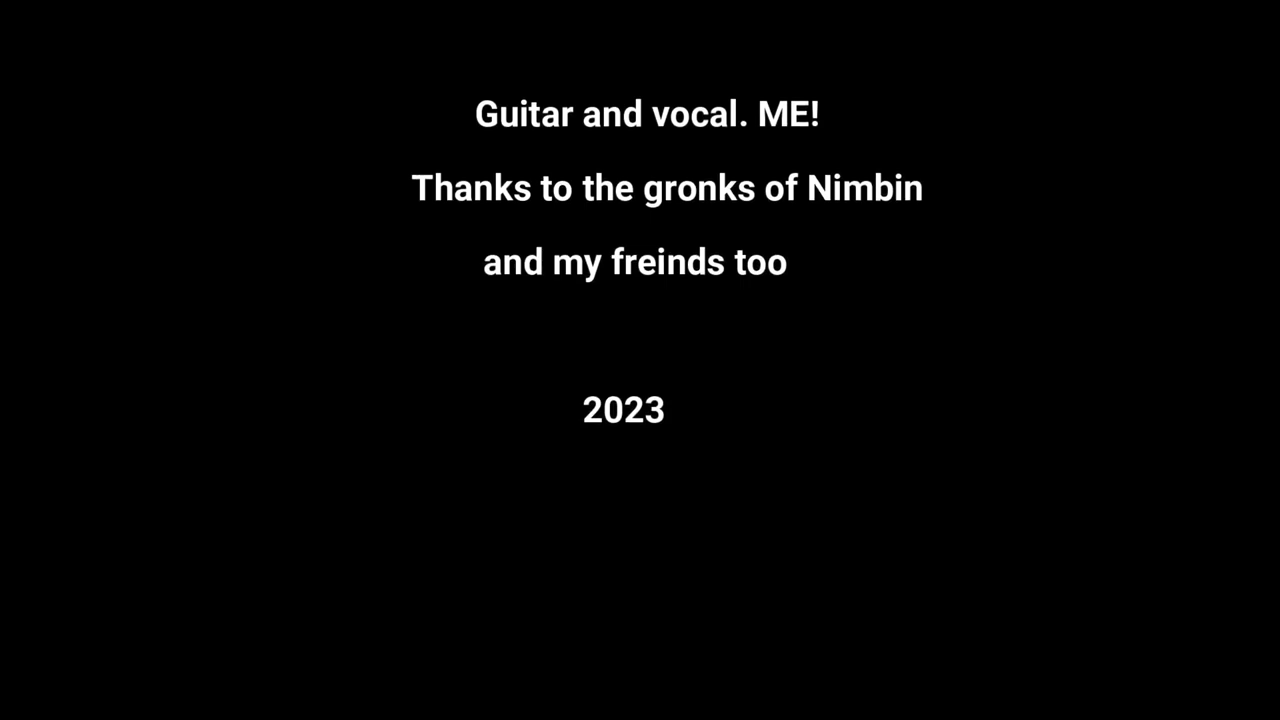 Guitar and vocal. ME!
Thanks to the gronks of Nimbin
and my freinds too
2023